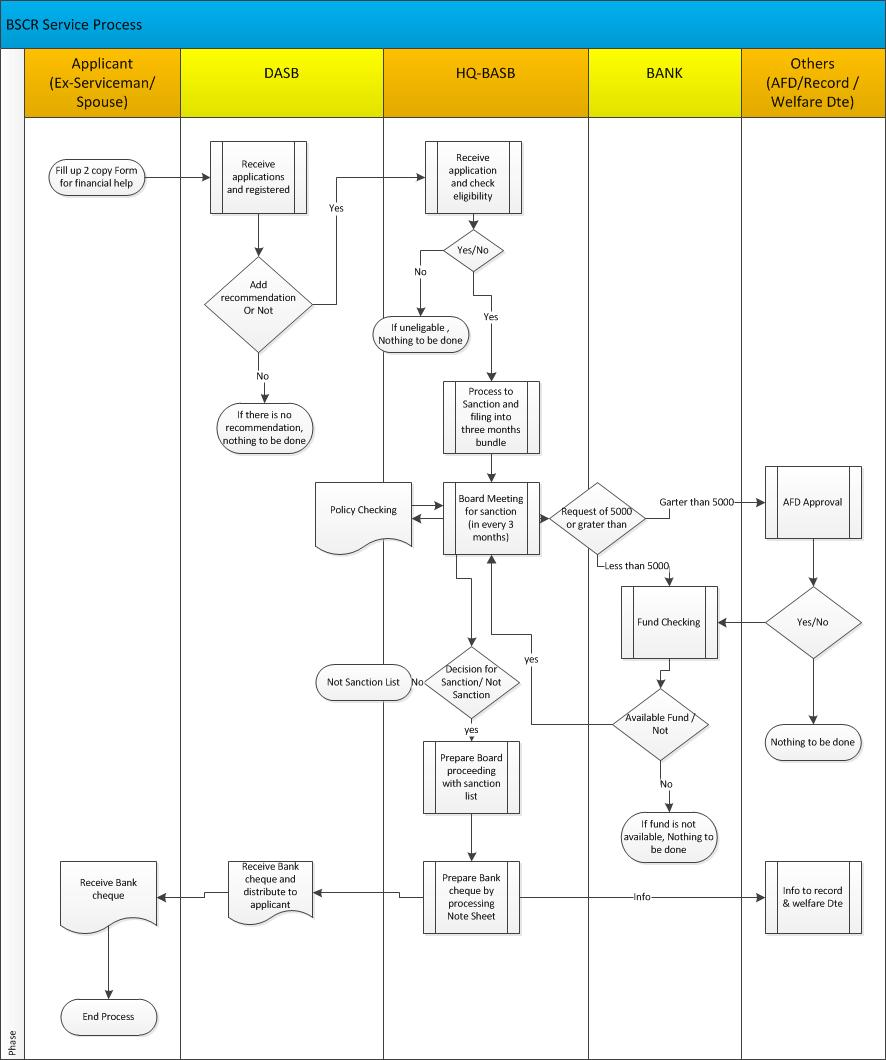 BSCR Service Process
Applicant
(Ex-Serviceman/
Spouse)
DASB
HQ-BASB
BANK
Others
(AFD/Record /
Welfare Dte)
Fill up 2 copy Form
for financial help
Receive
applications
and registered
Yes
Receive
application
and check
eligibility
Add
recommendation
Or Not
No
If there is no
recommendation,
nothing to be done
Yes/No
No
If uneligable ,
Nothing to be done
Yes
Process to
Sanction and
filing into
three months
bundle
Policy Checking
Board Meeting
for sanction
(in every 3
months)
Request of 5000
or grater than
Garter than 5000
AFD Approval
Less than 5000
Fund Checking
Yes/No
Nothing to be done
yes
Available Fund /
Not
No
If fund is not
available, Nothing to
be done
Not Sanction List
No
Decision for
Sanction/ Not
Sanction
yes
Prepare Board
proceeding
with sanction
list
Receive Bank
cheque
Receive Bank
cheque and
distribute to
applicant
Prepare Bank
cheque by
processing
Note Sheet
Info
Info to record
& welfare Dte
End Process
Phase